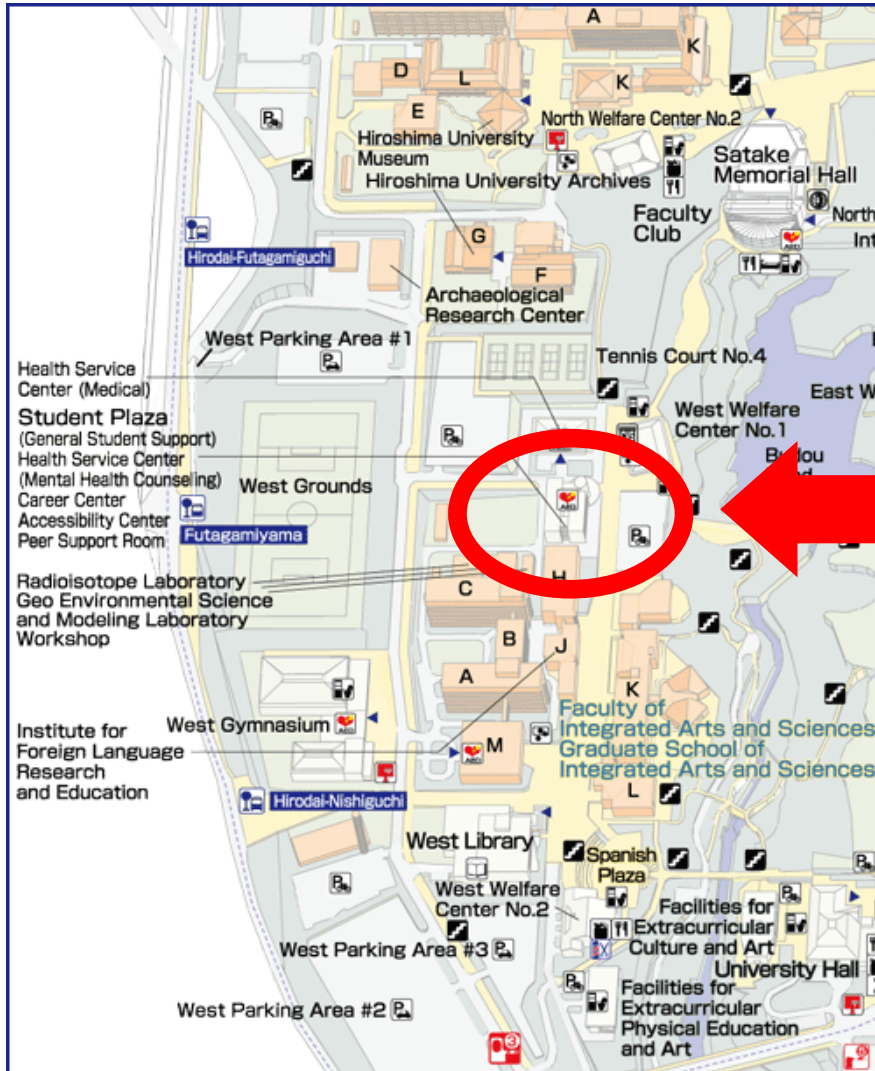 A
K
D
L
K
E
North Welfare Center No.2
Hiroshima University
Museum
Hiroshima University Archives
Satake
Memorial Hall
Faculty
Club
North
Int
G
F
Hirodai-Futagamiguchi
Archaeological
Research Center
West Parking Area #1
Tennis Court No.4
Health Service
Center (Medical)
East W
West Welfare
Center No.1
Student Plaza
(General Student Support)
Health Service Center
(Mental Health Counseling)
Career Center
Accessibility Center
Peer Support Room
West Grounds
AED
Futagamiyama
Radioisotope Laboratory
Geo Environmental Science
and Modeling Laboratory
Workshop
H
C
B
J
A
K
Faculty of
Integrated Arts and Sciences
Graduate School of
Integrated Arts and Sciences
West Gymnasium
AED
M
AED
Institute for
Foreign Language
Research
and Education
L
Hirodai-Nishiguchi
West Library
Spanish
Plaza
West Welfare
Center No.2
Facilities for
Extracurricular
Culture and Art
West Parking Area #3
University Hall
Facilities for
Extracurricular
Physical Education
and Art
West Parking Area #2
3